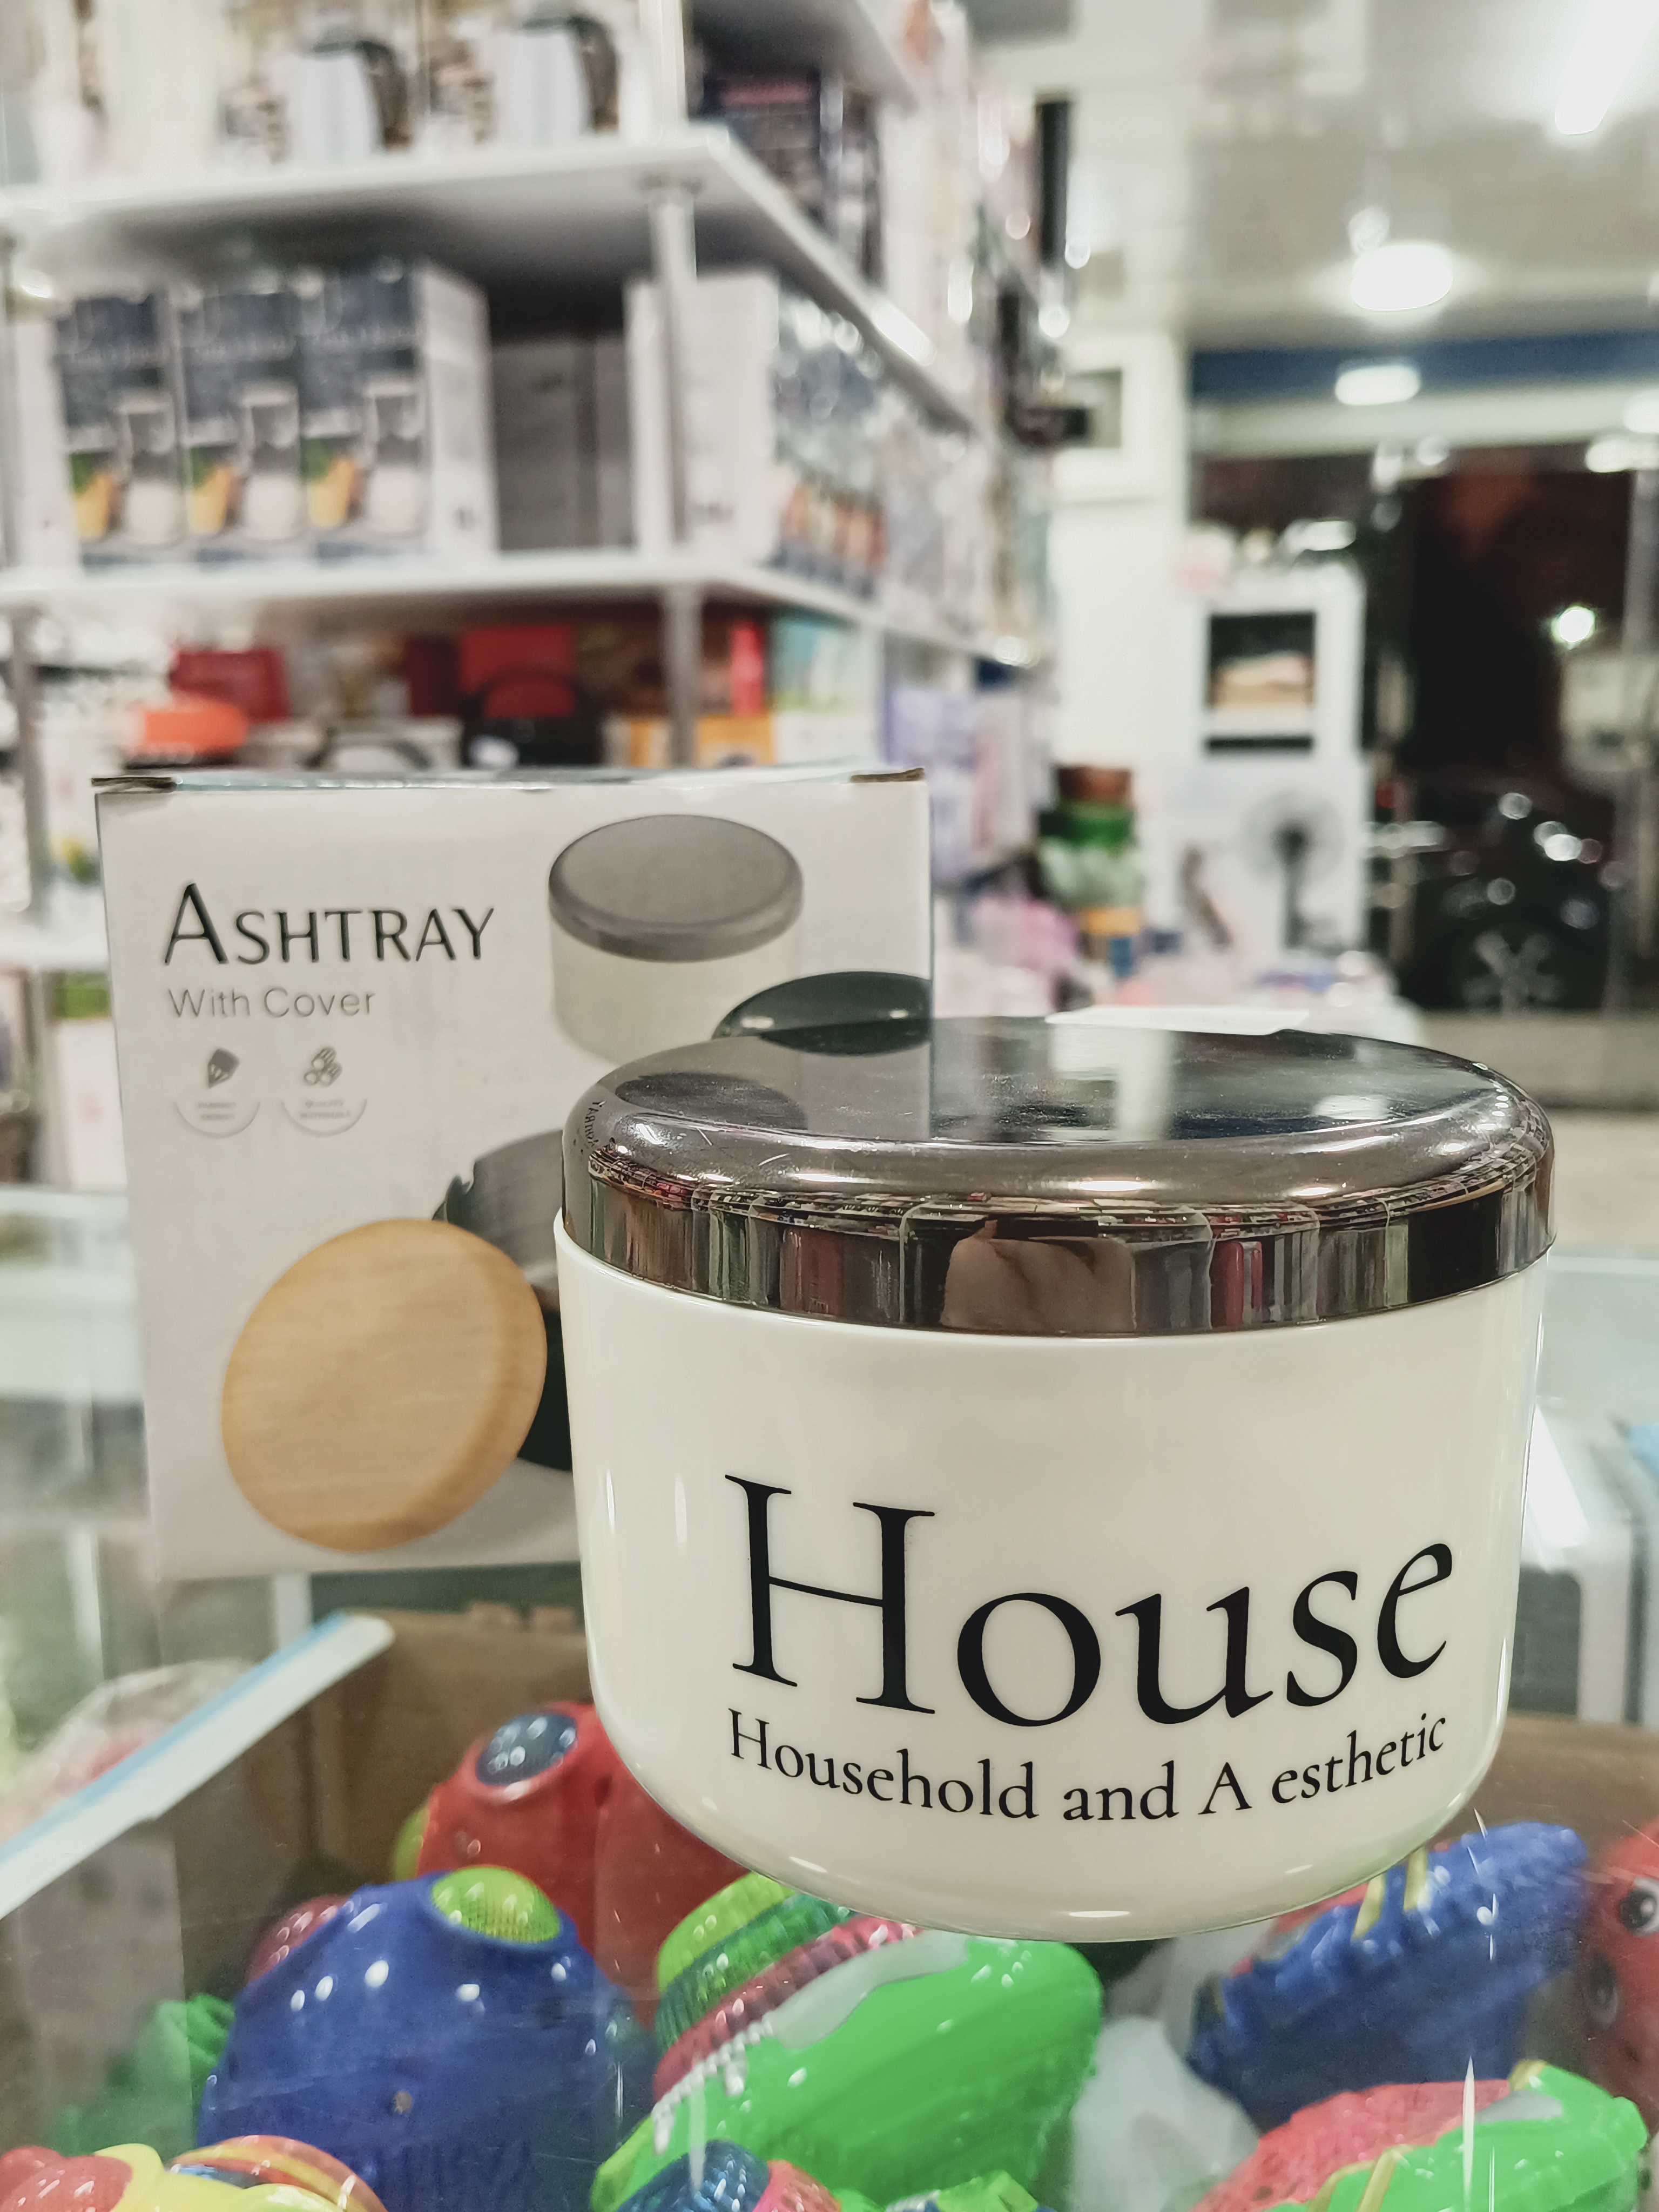 ASHTRAY
With Cover
House
Household and A esthetic